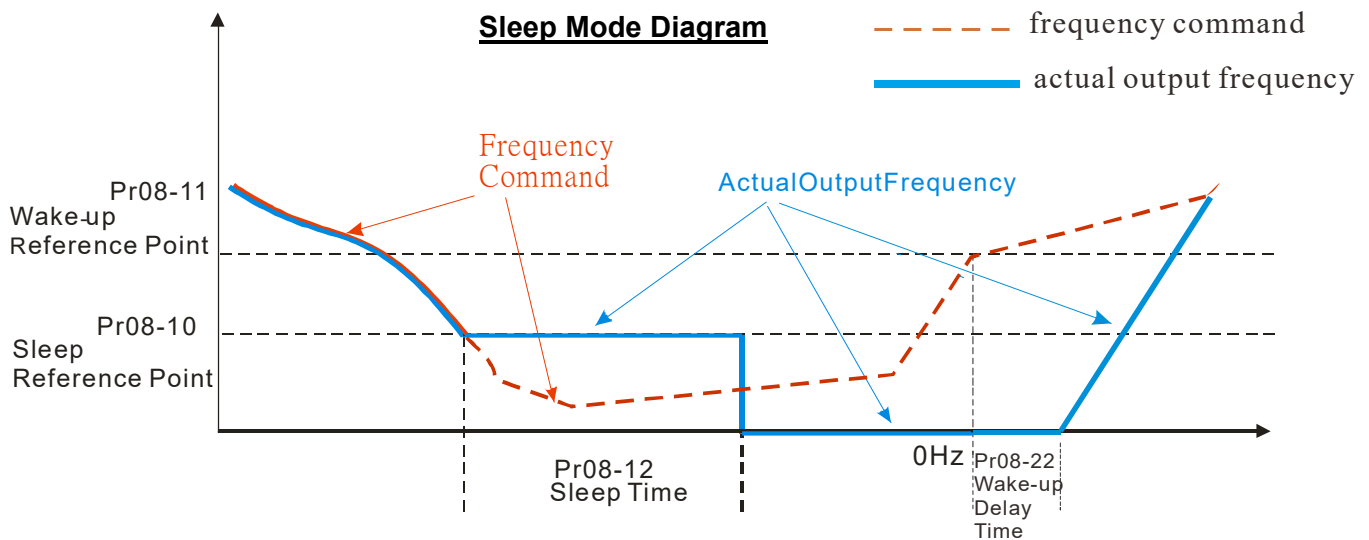 Sleep Mode Diagram
frequency command
actual output frequency
Frequency
Command
ActualOutputFrequency
Pr08-11
Wake-up
Reference Point
Pr08-10
Sleep
Reference Point
Pr08-12
Sleep Time
0Hz
Pr08-22
Wake-up
Delay
Time